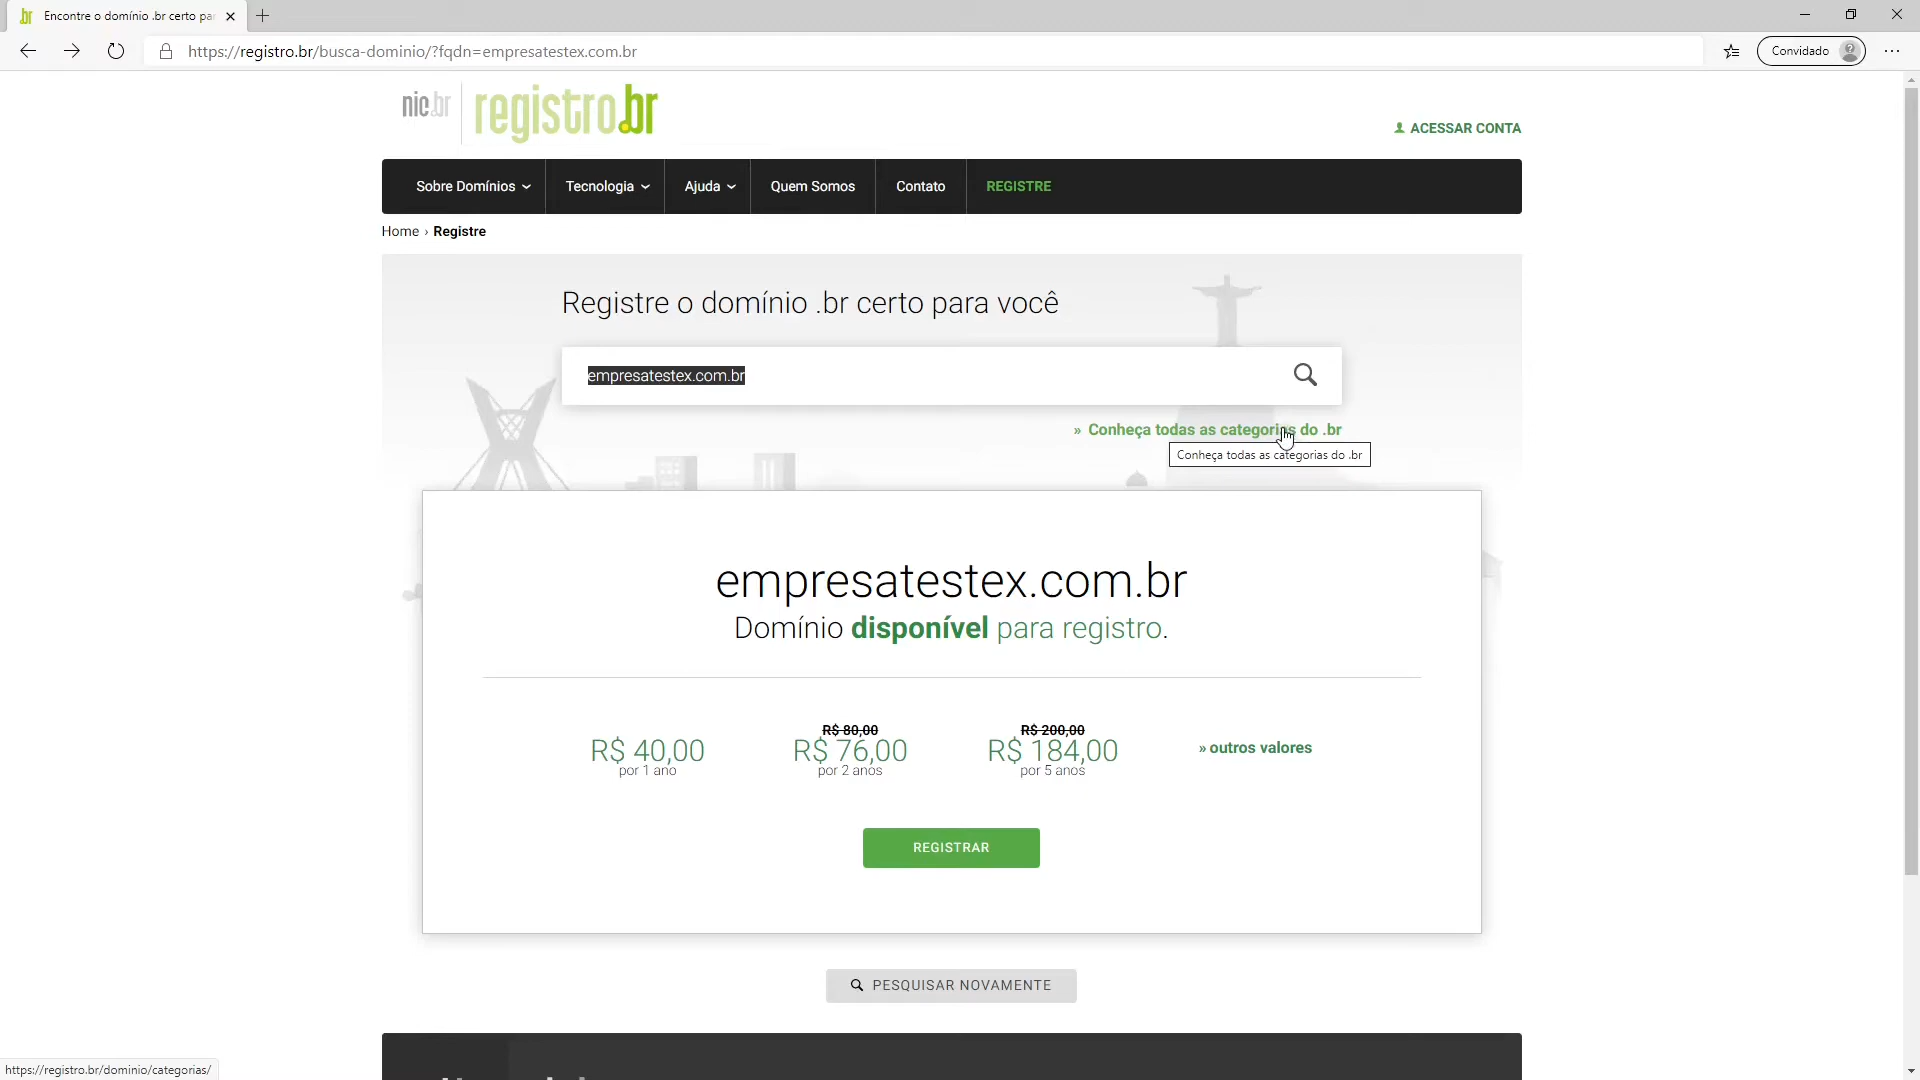 Encontre o domínio .br certo par
https://registro.br/busca-dominio/?fqdn=empresatestex.com.br
Convidado
nic.br
registro.br
ACESSAR CONTA
Sobre Domínios
Tecnologia
Ajuda
Quem Somos
Contato
REGISTRE
Home › Registre
Registre o domínio .br certo para você
empresatestex.com.br
» Conheça todas as categorias do .br
Conheça todas as categorias do .br
empresatestex.com.br
Domínio disponível para registro.
R$ 40,00
por 1 ano
R$ 80,00
R$ 76,00
por 2 anos
R$ 200,00
R$ 184,00
por 5 anos
» outros valores
REGISTRAR
PESQUISAR NOVAMENTE
https://registro.br/dominio/categorias/